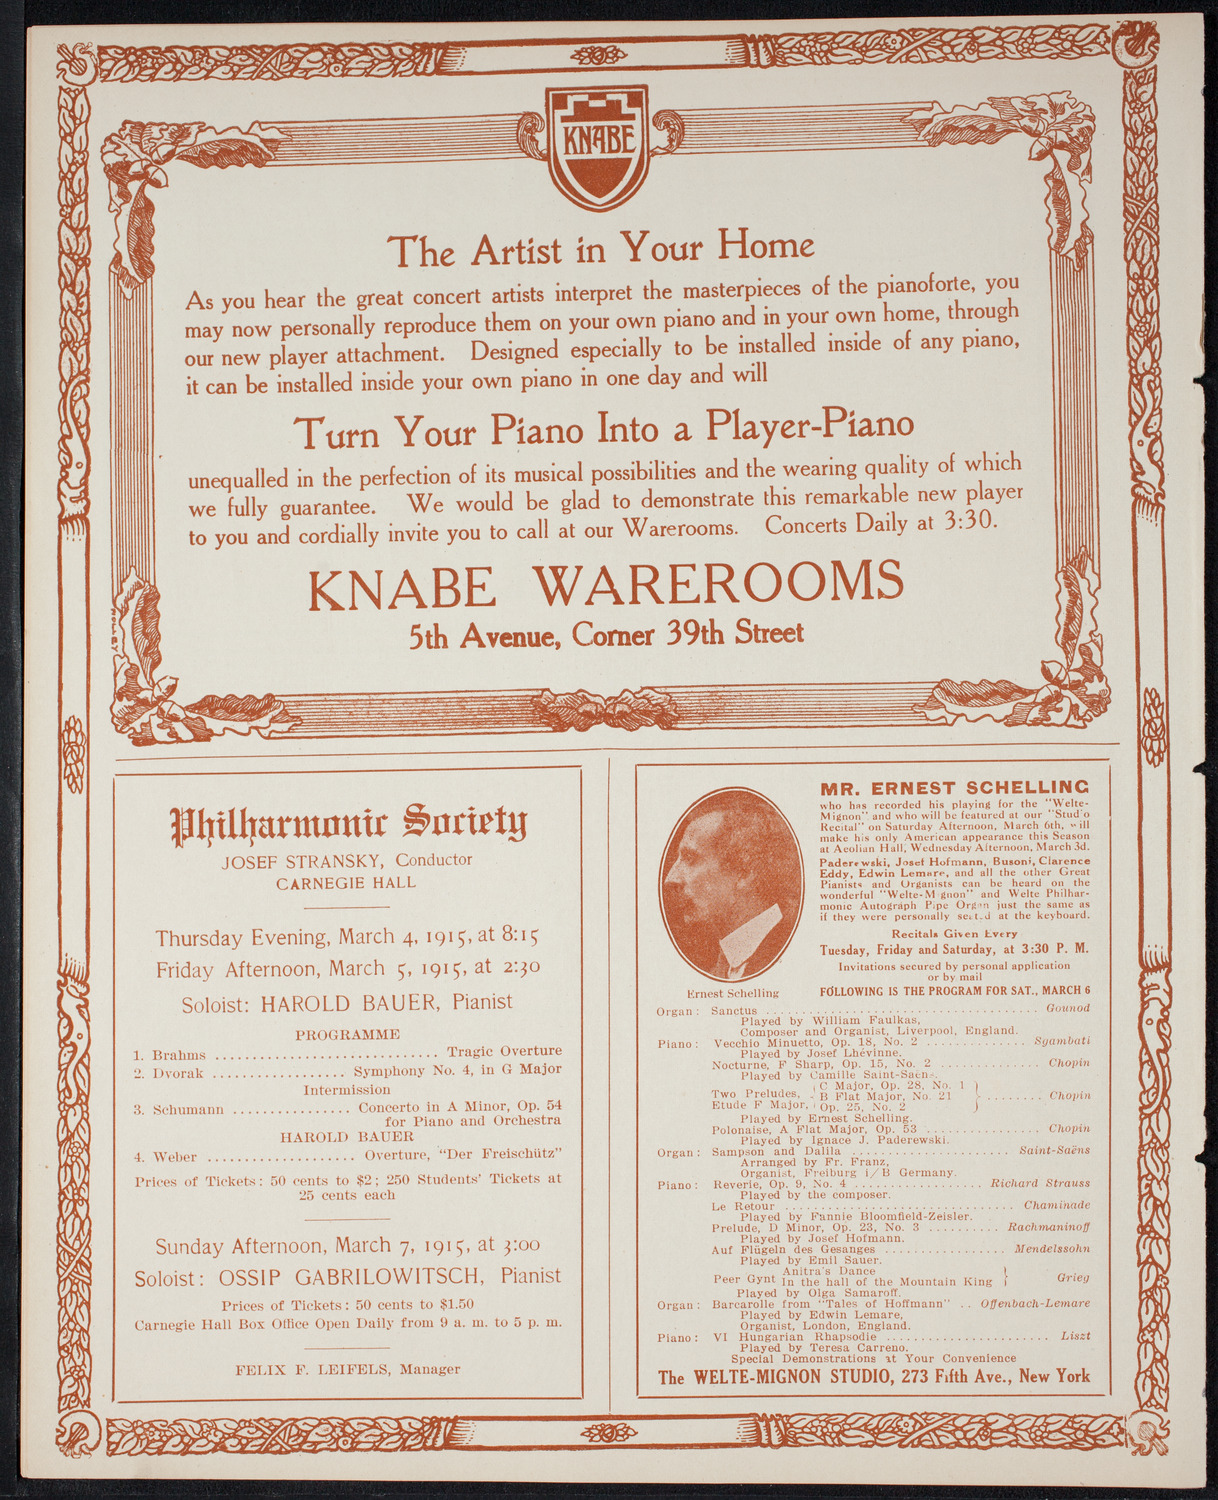 KNABE
The Artist in Your Home
As you hear the great concert artists interpret the masterpieces of the pianoforte, you
may now personally reproduce them on your own piano and in your own home, through
our new player attachment. Designed especially to be installed inside of any piano,
it can be installed inside your own piano in one day and will
Turn Your Piano Into a Player-Piano
unequalled in the perfection of its musical possibilities and the wearing quality of which
we fully guarantee. We would be glad to demonstrate this remarkable new player
to you and cordially invite you to call at our Warerooms. Concerts Daily at 3:30.
KNABE WAREROOMS
5th Avenue, Corner 39th Street
Philharmonic Society
JOSEF STRANSKY, Conductor
CARNEGIE HALL
Thursday Evening, March 4, 1915, at 8:15
Friday Afternoon, March 5, 1915, at 2:30
Soloist: HAROLD BAUER, Pianist
PROGRAMME
1. Brahms .............................. Tragic Overture
2. Dvorak .................. Symphony No. 4, in G Major
Intermission
3. Schumann ................ Concerto in A Minor, Op. 54
for Piano and Orchestra
HAROLD BAUER
4. Weber .................... Overture, "Der Freischütz"
Prices of Tickets: 50 cents to $2; 250 Students' Tickets at
25 cents each
Sunday Afternoon, March 7, 1915, at 3:00
Soloist: OSSIP GABRILOWITSCH, Pianist
Prices of Tickets: 50 cents to $1.50
Carnegie Hall Box Office Open Daily from 9 a. m. to 5 p. m.
FELIX F. LEIFELS, Manager
MR. ERNEST SCHELLING
who has recorded his playing for the "Welte-
Mignon" and who will be featured at our "Stud o
Recital" on Saturday Afternoon, March 6th, will
make his only American appearance this Season
at Aeolian Hall, Wednesday Afternoon, March 3d.
Paderewski, Josef Hofmann, Busoni, Clarence
Eddy, Edwin Lemare, and all the other Great
Pianists and Organists can be heard on the
wonderful "Welte-M gnon" and Welte Philhar-
monic Autograph Pipe Organ just the same as
if they were personally seated at the keyboard.
Recitals Given Every
Tuesday, Friday and Saturday, at 3:30 P. M.
Invitations secured by personal application
or by mail
Ernest Schelling
FOLLOWING IS THE PROGRAM FOR SAT., MARCH 6
Organ: Sanctus .................................... Gounod
Played by William Faulkas,
Composer and Organist, Liverpool, England.
Piano: Vecchio Minuetto, Op. 18, No. 2 .............. Sgambati
Played by Josef Lhévinne.
Nocturne, F Sharp, Op. 15, No. 2 .............. Chopin
Played by Camille Saint-Saëns.
Two Preludes, { C Major, Op. 28, No. 1
B Flat Major, No. 21 } ........ Chopin
Etude F Major, Op. 25, No. 2
Played by Ernest Schelling.
Polonaise, A Flat Major, Op. 53 ................ Chopin
Played by Ignace J. Paderewski.
Organ: Sampson and Dalila ..................... Saint-Saëns
Arranged by Fr. Franz,
Organist, Freiburg i/B Germany.
Piano: Reverie, Op. 9, No. 4 ................. Richard Strauss
Played by the composer.
Le Retour ................................ Chaminade
Played by Fannie Bloomfield-Zeisler.
Prelude, D Minor, Op. 23, No. 3 .......... Rachmaninoff
Played by Josef Hofmann.
Auf Flügeln des Gesanges ................ Mendelssohn
Played by Emil Sauer.
Anitra's Dance
Peer Gynt In the hall of the Mountain King } Grieg
Played by Olga Samaroff.
Organ: Barcarolle from "Tales of Hoffmann" .. Offenbach-Lemare
Played by Edwin Lemare,
Organist, London, England.
Piano: VI Hungarian Rhapsodie ...................... Liszt
Played by Teresa Carreno.
Special Demonstrations at Your Convenience
The WELTE-MIGNON STUDIO, 273 Fifth Ave., New York